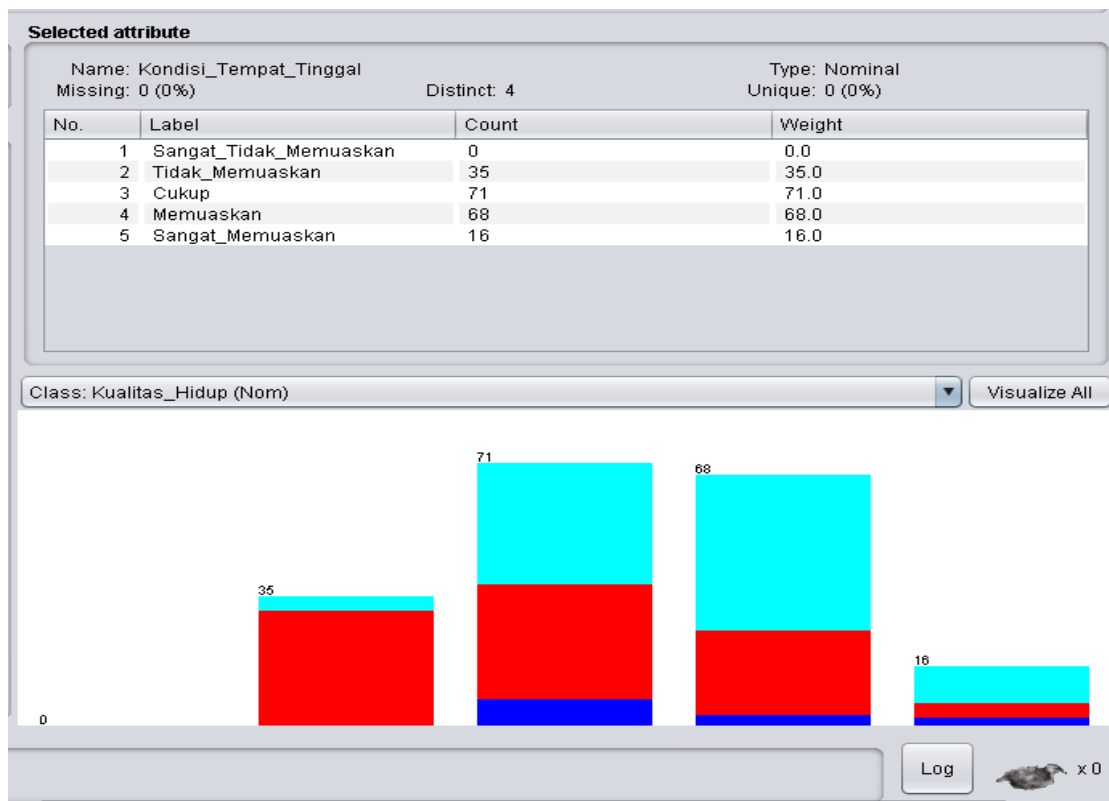 Selected attribute
Name: Kondisi_Tempat_Tinggal Type: Nominal
Missing: 0 (0%) Distinct: 4 Unique: 0 (0%)
No. Label Count Weight
1 Sangat_Tidak_Memuaskan 0 0.0
2 Tidak_Memuaskan 35 35.0
3 Cukup 71 71.0
4 Memuaskan 68 68.0
5 Sangat_Memuaskan 16 16.0
Class: Kualitas_Hidup (Nom) Visualize All
71
68
35
16
0
Log x 0